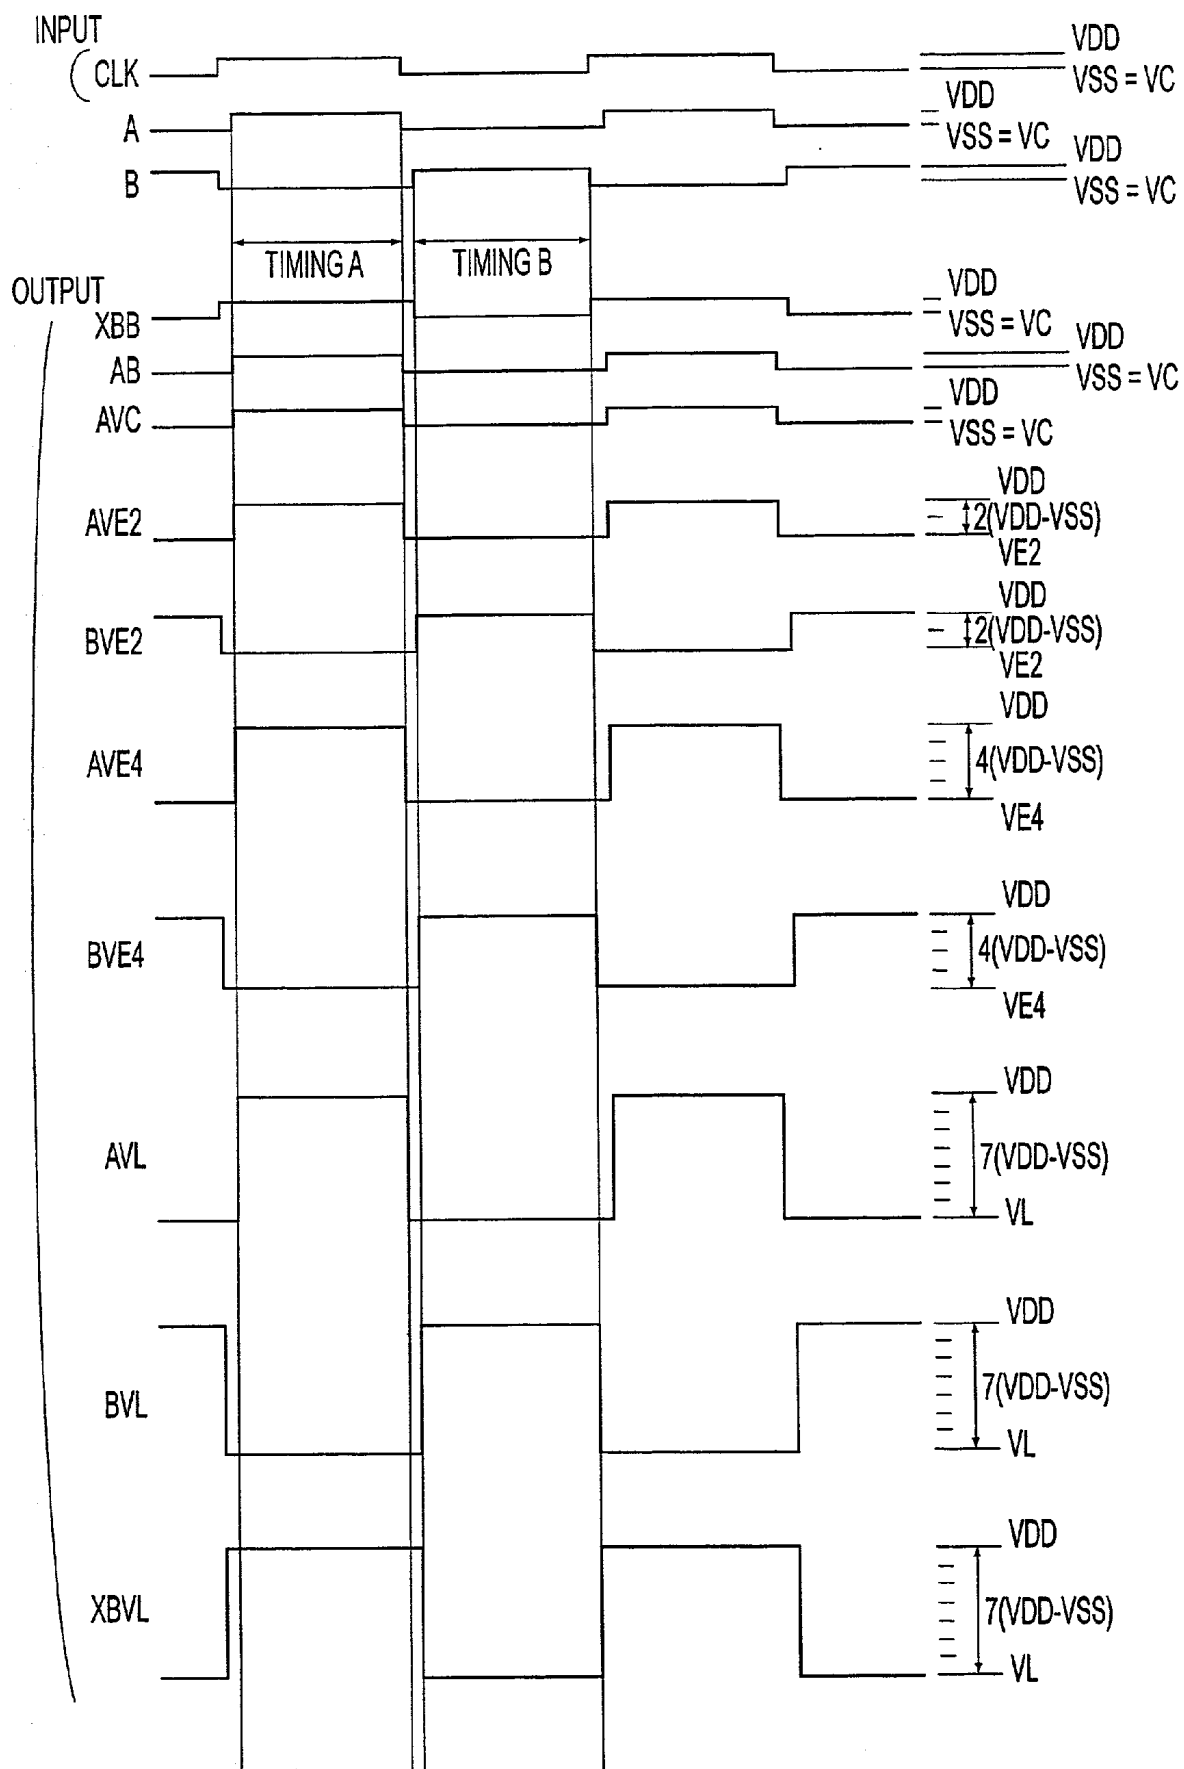 INPUT
CLK
VDD
VSS = VC
A
VDD
VSS = VC
B
VDD
VSS = VC
TIMING A
TIMING B
OUTPUT
XBB
VDD
VSS = VC
AB
VDD
VSS = VC
AVC
VDD
VSS = VC
AVE2
VDD
2(VDD-VSS)
VE2
BVE2
VDD
2(VDD-VSS)
VE2
AVE4
VDD
4(VDD-VSS)
VE4
BVE4
VDD
4(VDD-VSS)
VE4
AVL
VDD
7(VDD-VSS)
VL
BVL
VDD
7(VDD-VSS)
VL
XBVL
VDD
7(VDD-VSS)
VL